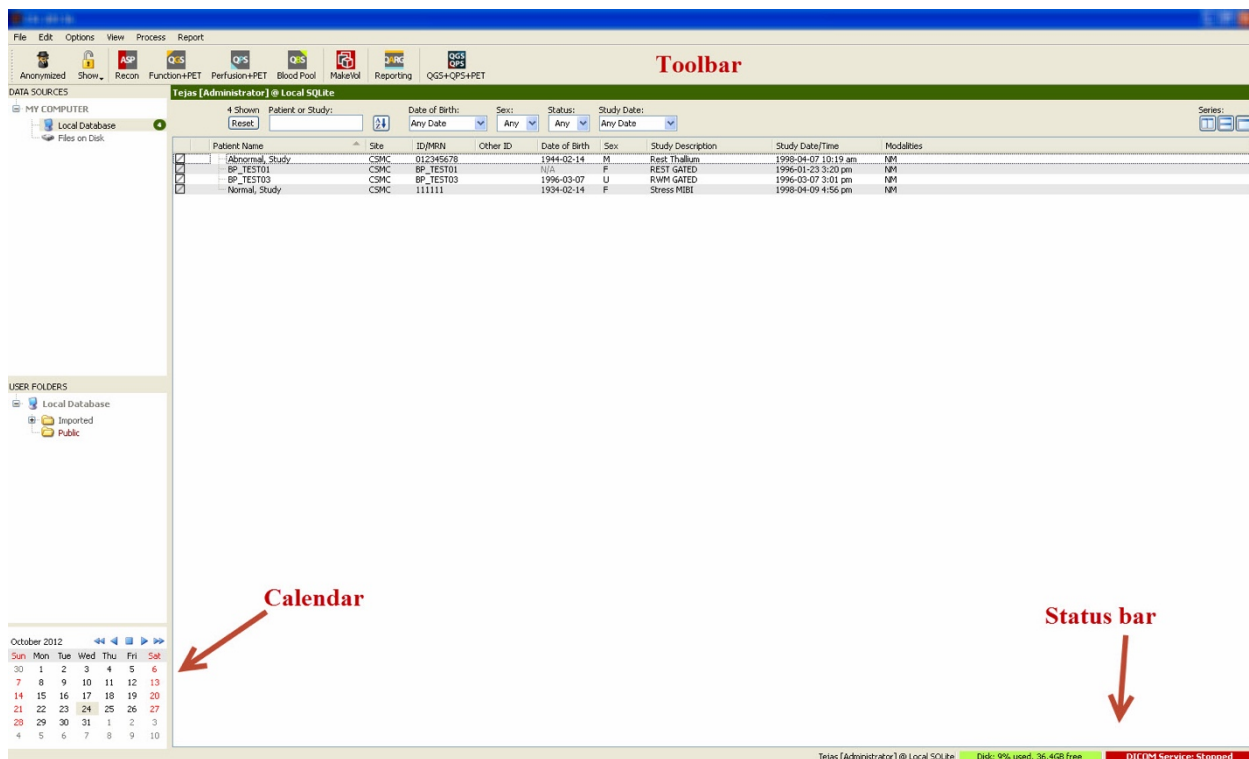 File Edit Options View Process Report
ASP QGS QPS QBS ARG QGS QPS
Anonymized Show Recon Function+PET Perfusion+PET Blood Pool MakeVol Reporting QGS+QPS+PET
Toolbar
DATA SOURCES
MY COMPUTER
Local Database 4
Files on Disk
Tejas [Administrator] @ Local SQLite
4 Shown Patient or Study: Date of Birth: Sex: Status: Study Date: Series:
Reset Any Date Any Any Any Date
Patient Name Site ID/MRN Other ID Date of Birth Sex Study Description Study Date/Time Modalities
Abnormal, Study CSMC 012345678 1944-02-14 M Rest Thallium 1998-04-07 10:19 am NM
BP_TEST01 CSMC BP_TEST01 N/A F REST GATED 1996-01-23 3:20 pm NM
BP_TEST03 CSMC BP_TEST03 1996-03-07 U RWM GATED 1996-03-07 3:01 pm NM
Normal, Study CSMC 111111 1934-02-14 F Stress MIBI 1998-04-09 4:56 pm NM
USER FOLDERS
Local Database
Imported
Public
Calendar
Status bar
October 2012
Sun Mon Tue Wed Thu Fri Sat
30 1 2 3 4 5 6
7 8 9 10 11 12 13
14 15 16 17 18 19 20
21 22 23 24 25 26 27
28 29 30 31 1 2 3
4 5 6 7 8 9 10
Tejas [Administrator] @ Local SQLite Disk: 9% used, 36.4GB free DICOM Service: Stopped